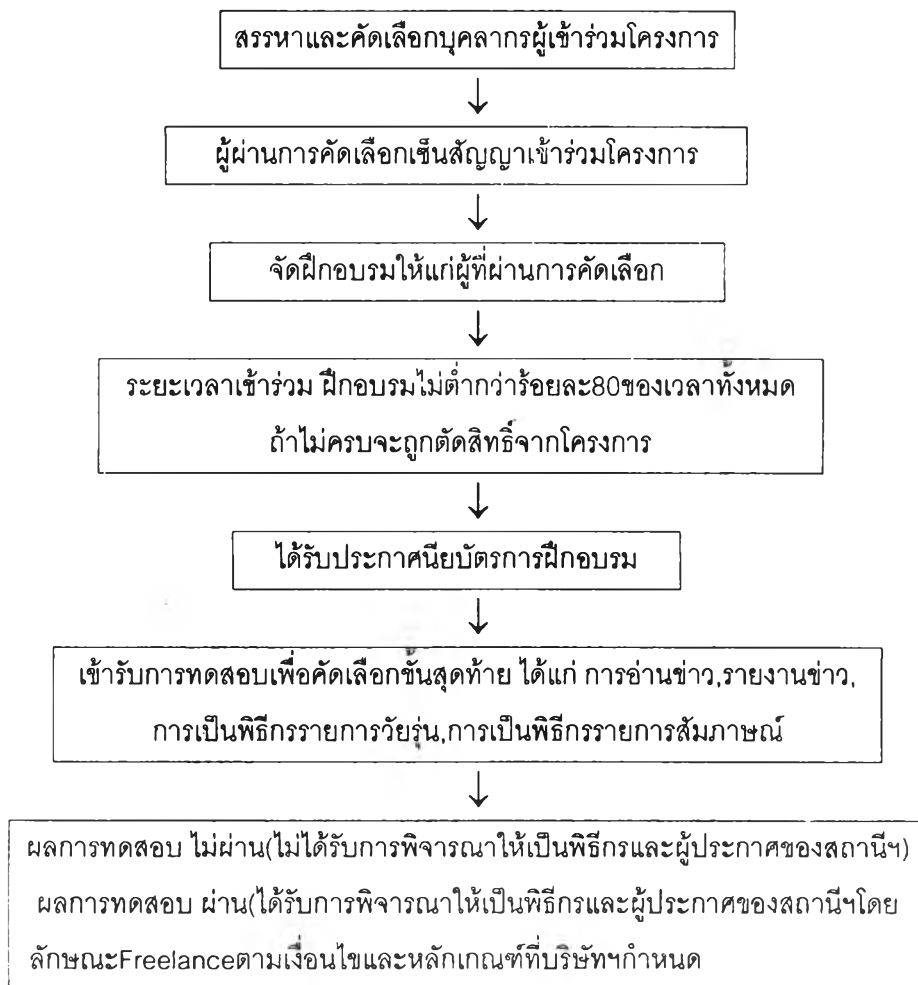 สรรหาและคัดเลือกบุคลากรผู้เข้าร่วมโครงการ
ผู้ผ่านการคัดเลือกเซ็นสัญญาเข้าร่วมโครงการ
จัดฝึกอบรมให้แก่ผู้ที่ผ่านการคัดเลือก
ระยะเวลาเข้าร่วม ฝึกอบรมไม่ต่ำกว่าร้อยละ80ของเวลาทั้งหมด
ถ้าไม่ครบจะถูกตัดสิทธิ์จากโครงการ
ได้รับประกาศนียบัตรการฝึกอบรม
เข้ารับการทดสอบเพื่อคัดเลือกขั้นสุดท้าย ได้แก่ การอ่านข่าว,รายงานข่าว,
การเป็นพิธีกรรายการวัยรุ่น,การเป็นพิธีกรรายการสัมภาษณ์
ผลการทดสอบ ไม่ผ่าน(ไม่ได้รับการพิจารณาให้เป็นพิธีกรและผู้ประกาศของสถานีฯ)
ผลการทดสอบ ผ่าน(ได้รับการพิจารณาให้เป็นพิธีกรและผู้ประกาศของสถานีฯโดย
ลักษณะFreelanceตามเงื่อนไขและหลักเกณฑ์ที่บริษัทฯกำหนด